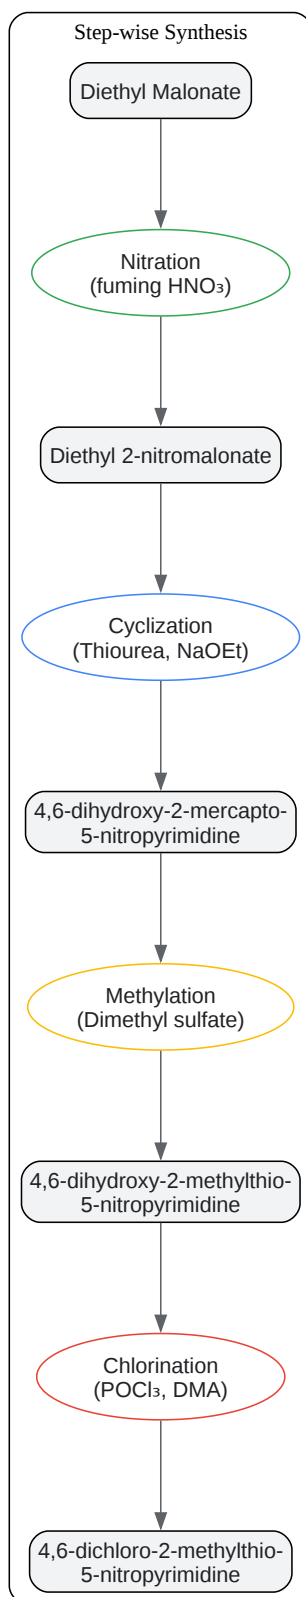 Step-wise Synthesis
Diethyl Malonate
Nitration
(fuming HNO₃)
Diethyl 2-nitromalonate
Cyclization
(Thiourea, NaOEt)
4,6-dihydroxy-2-mercapto-
5-nitropyrimidine
Methylation
(Dimethyl sulfate)
4,6-dihydroxy-2-methylthio-
5-nitropyrimidine
Chlorination
(POCl₃, DMA)
4,6-dichloro-2-methylthio-
5-nitropyrimidine